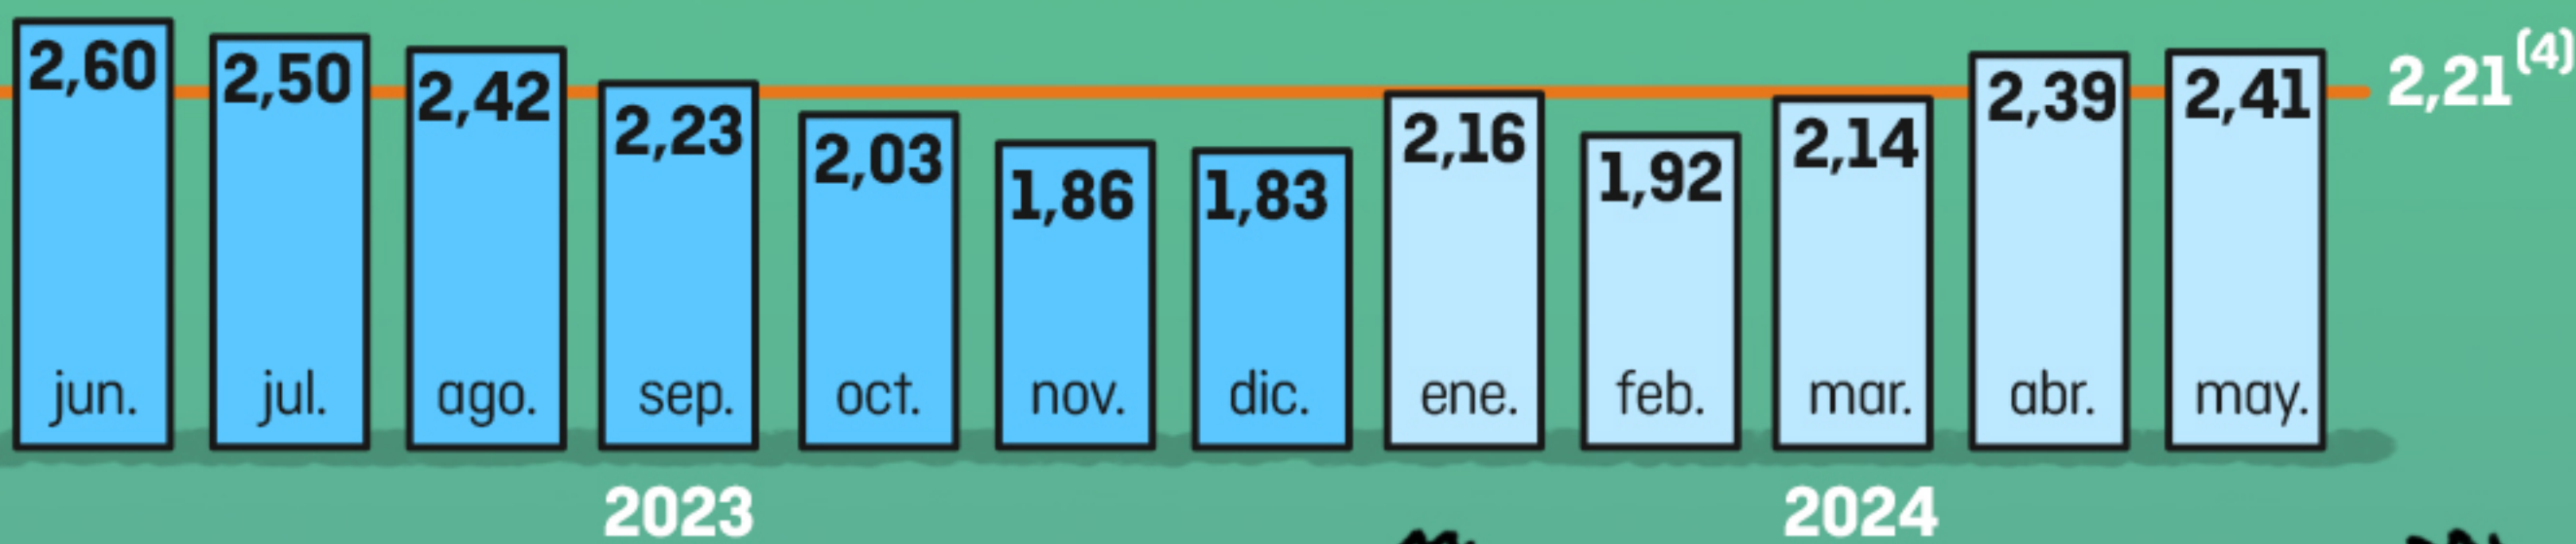 2,60 2,50 2,42 2,23 2,03 1,86 1,83 2,16 1,92 2,14 2,39 2,41 2,21(4)
jun. jul. ago. sep. oct. nov. dic. ene. feb. mar. abr. may.
2023 2024